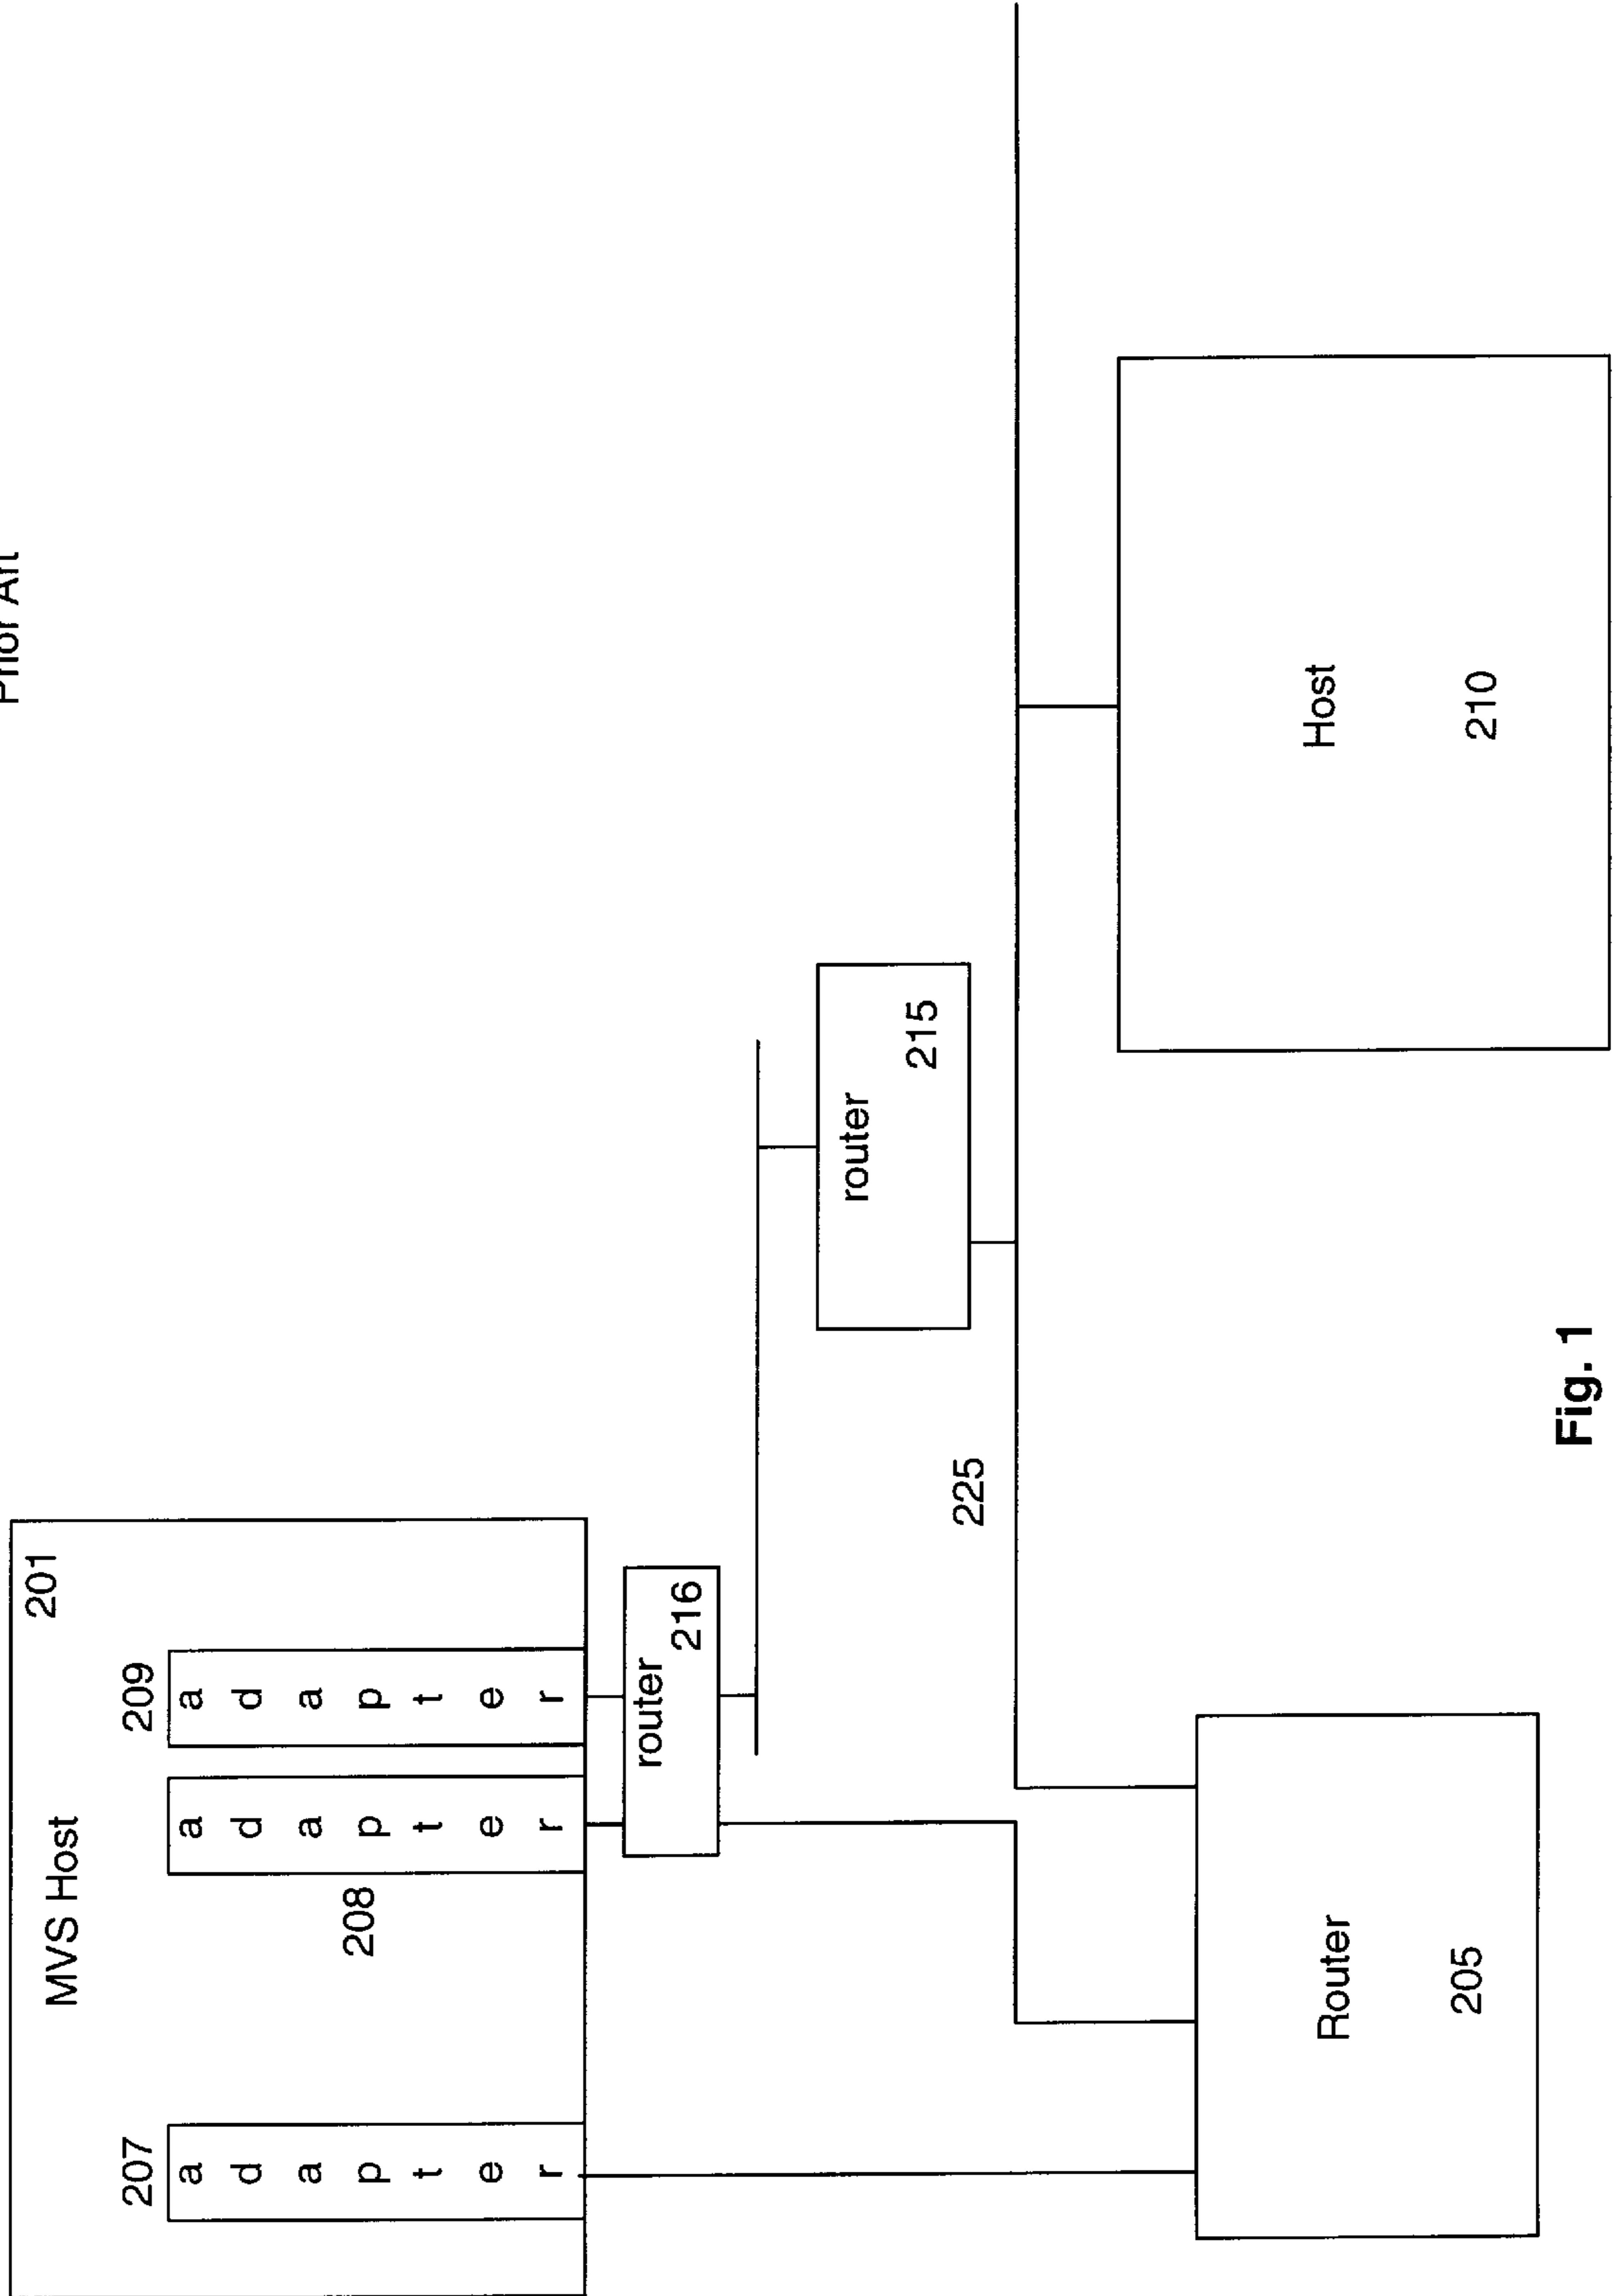 Prior Art
MVS Host
201
207
adapter
208
adapter
209
adapter
router
216
router
215
225
Router
205
Host
210
Fig. 1